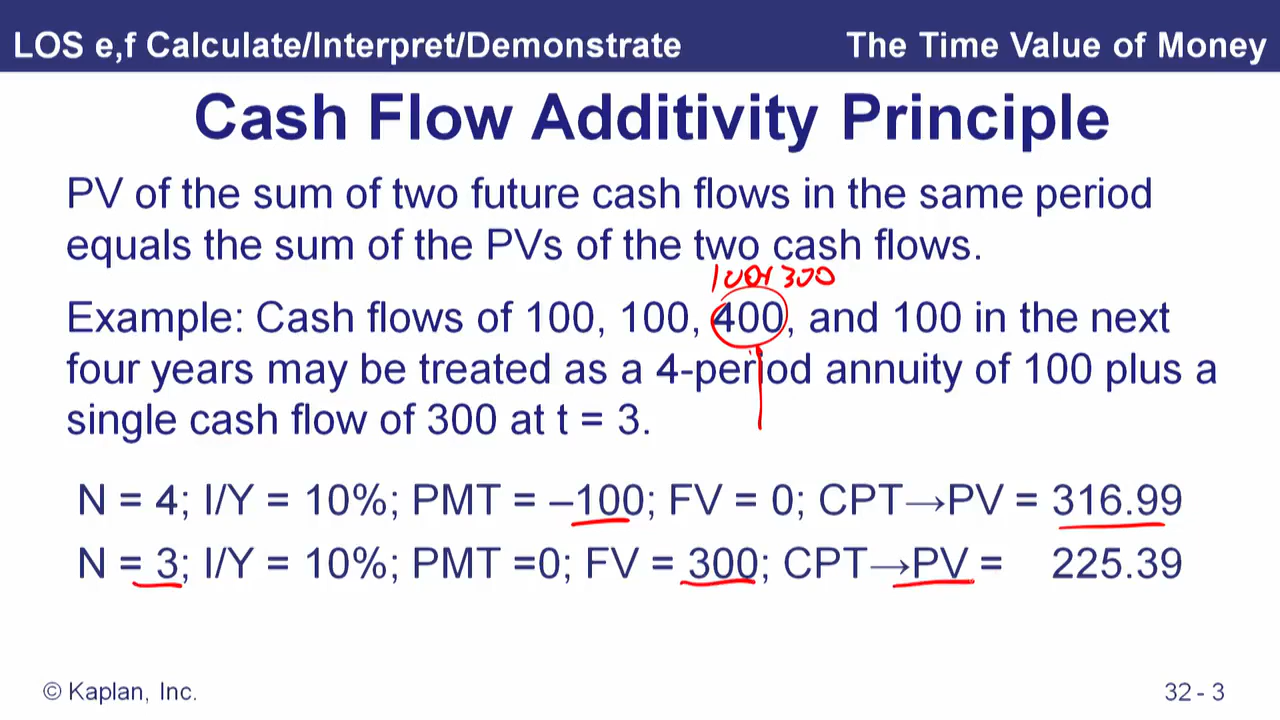 LOS e,f Calculate/Interpret/Demonstrate
The Time Value of Money
Cash Flow Additivity Principle
PV of the sum of two future cash flows in the same period
equals the sum of the PVs of the two cash flows.
100+300
Example: Cash flows of 100, 100, 400, and 100 in the next
four years may be treated as a 4-period annuity of 100 plus a
single cash flow of 300 at t = 3.
N = 4; I/Y = 10%; PMT = –100; FV = 0; CPT→PV = 316.99
N = 3; I/Y = 10%; PMT =0; FV = 300; CPT→PV = 225.39
© Kaplan, Inc.
32 - 3